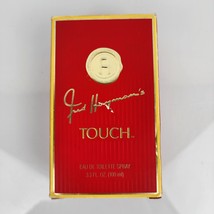 Fred Hayman's
TOUCH
EAU DE TOILETTE SPRAY
3.3 FL. OZ. (100 ml)